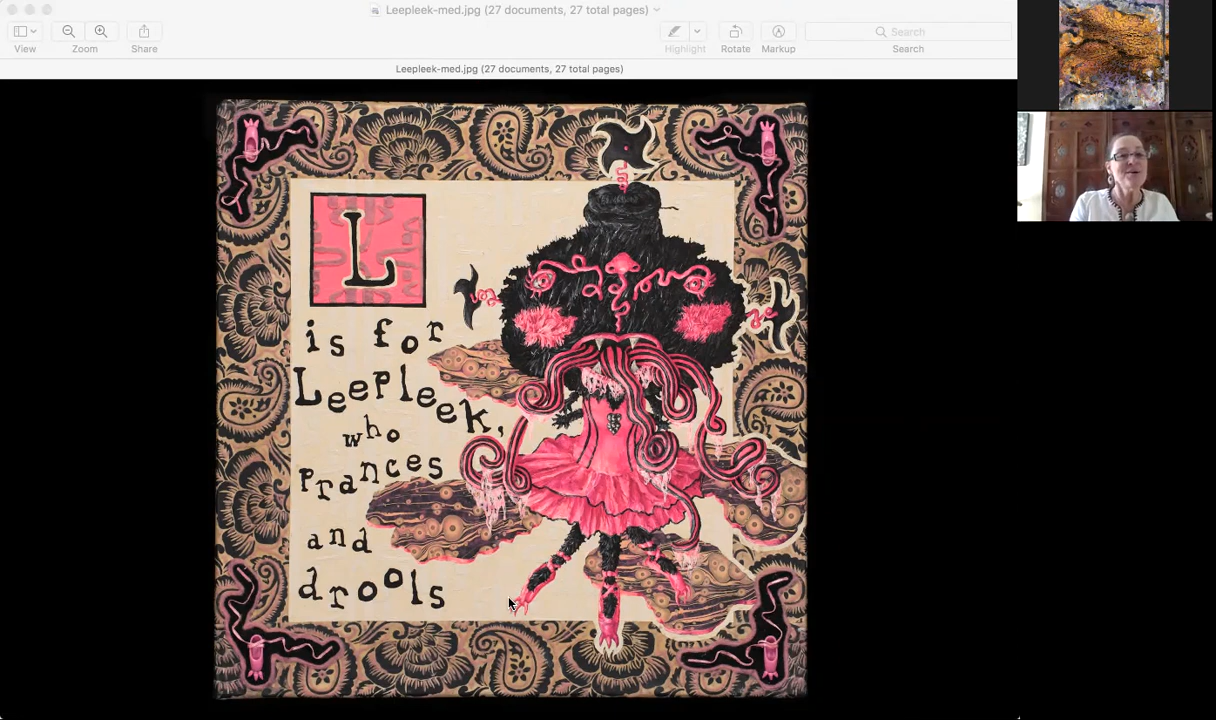 Leepleek-med.jpg (27 documents, 27 total pages)
View
Zoom
Share
Highlight
Rotate
Markup
Search
Search
Leepleek-med.jpg (27 documents, 27 total pages)
L
is for
Leepleek,
who
Prances
and
drools